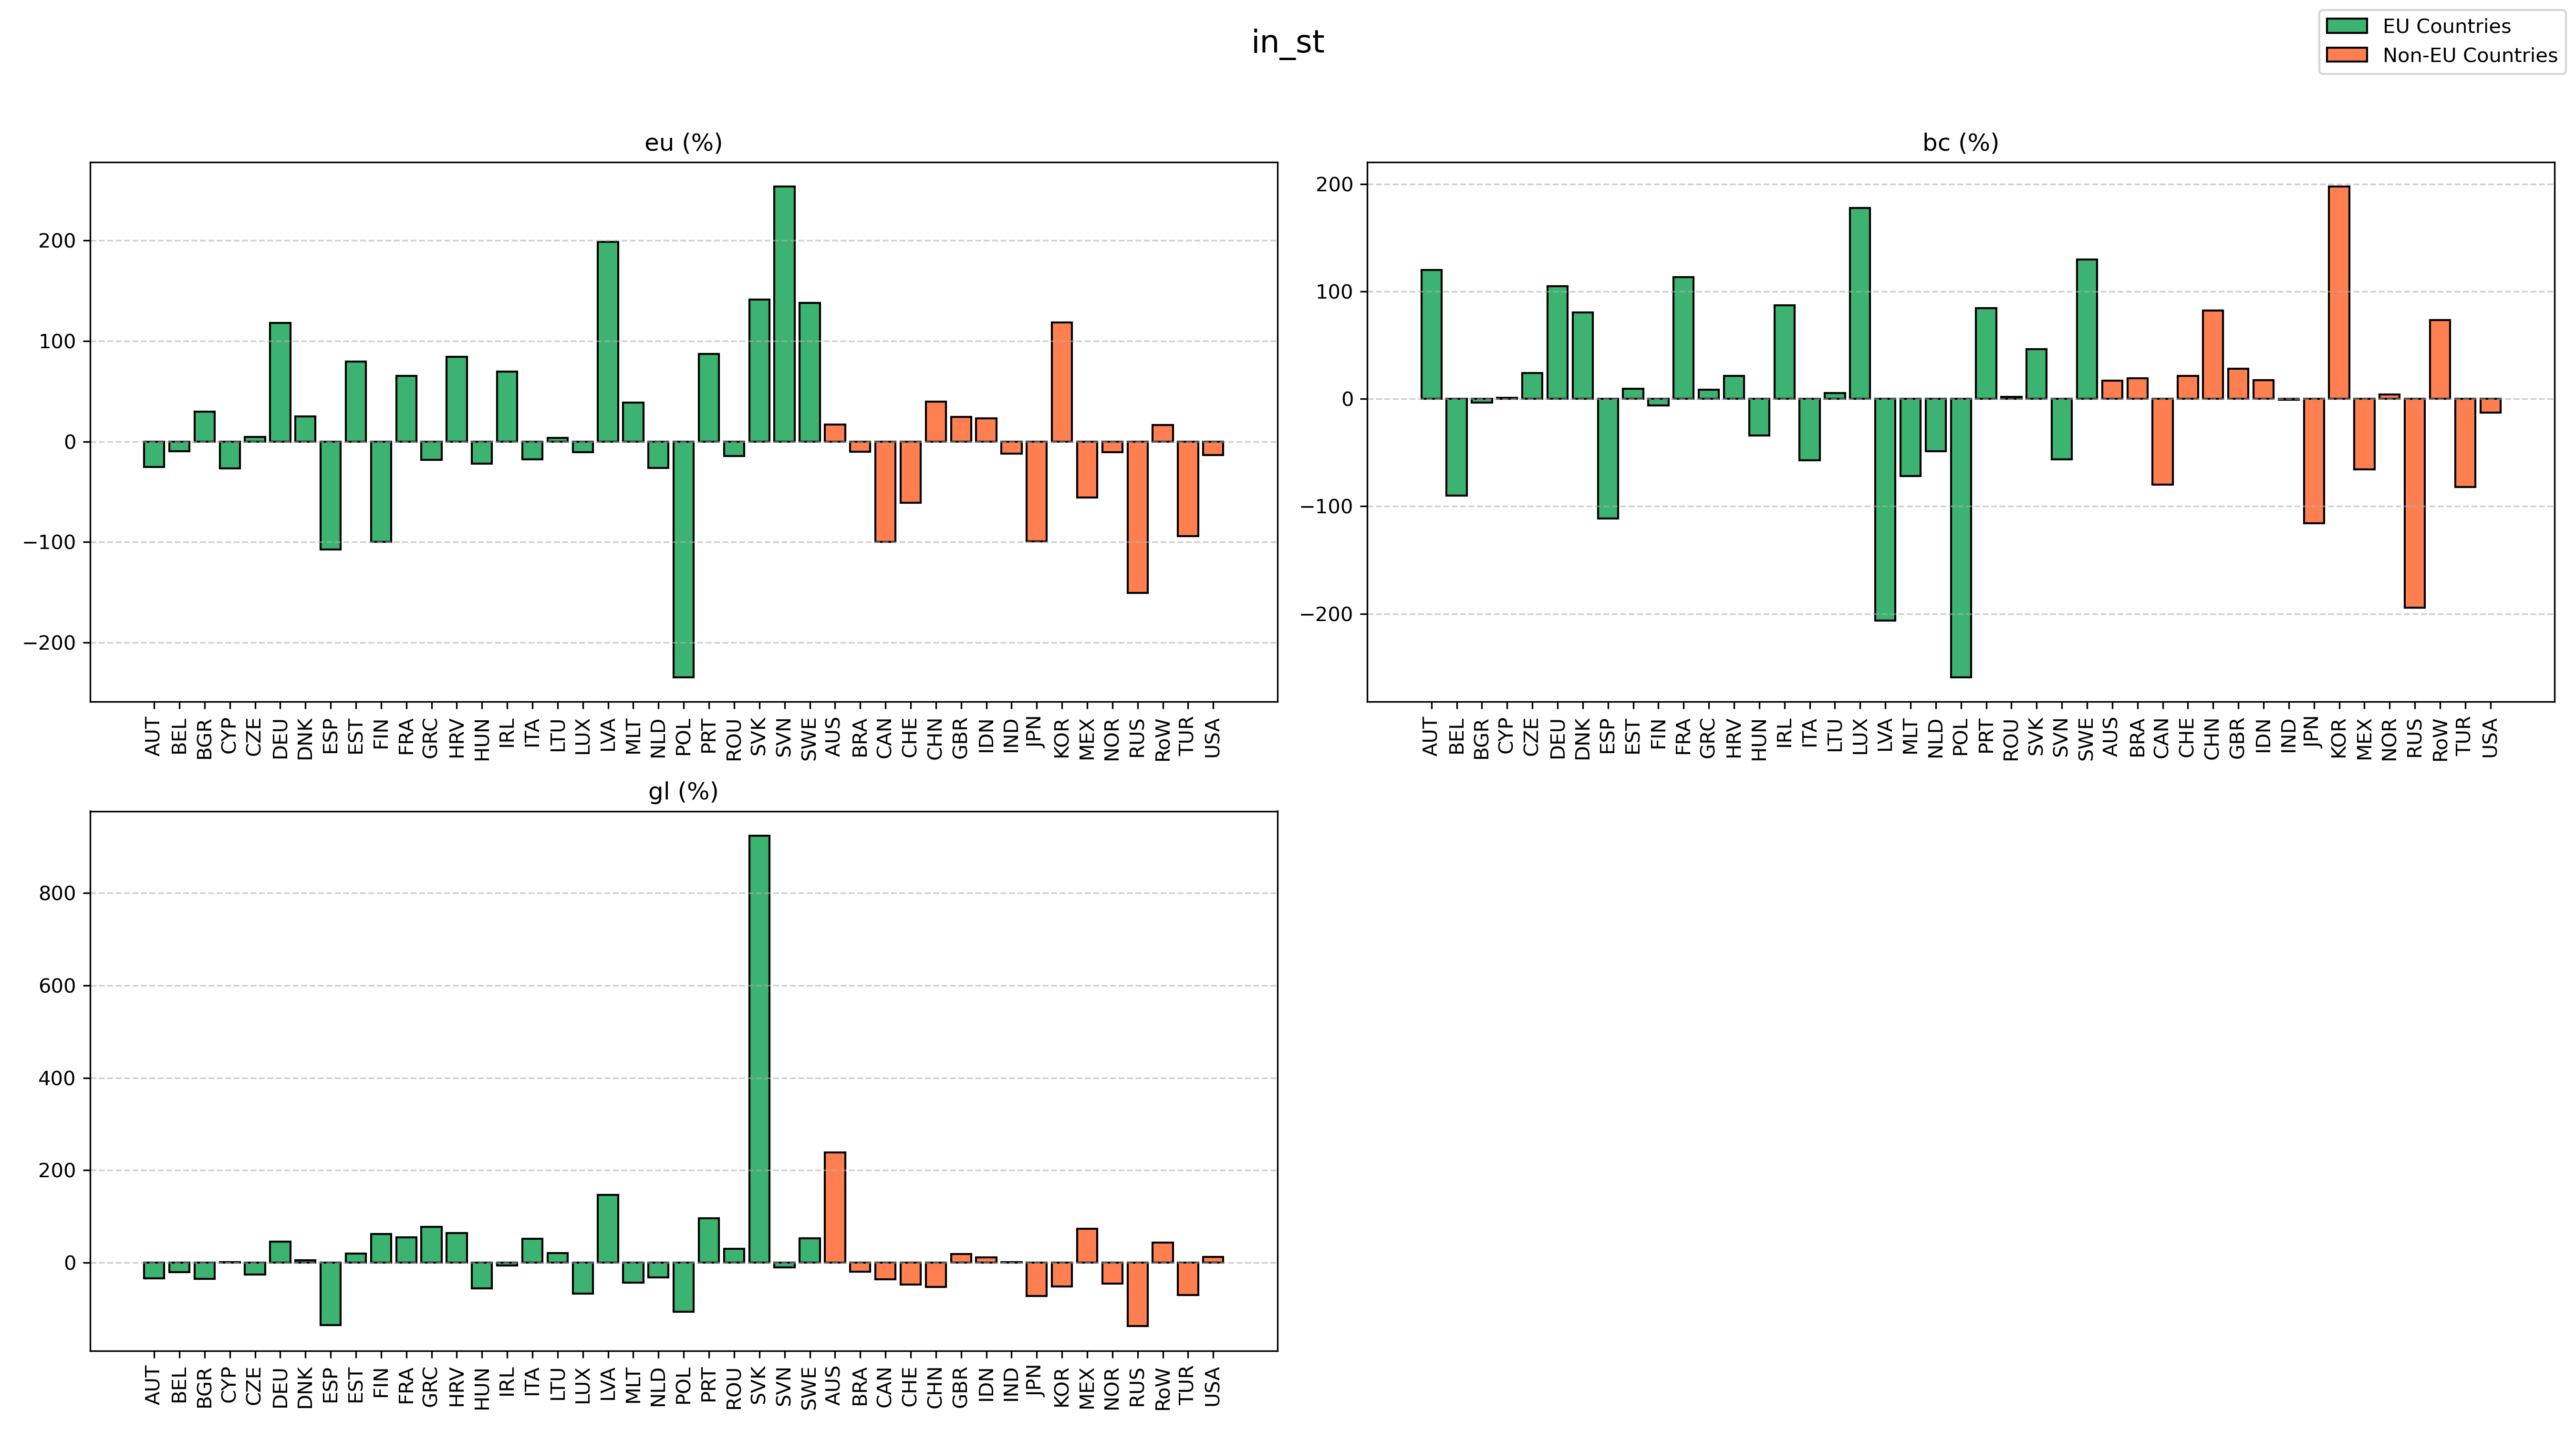 in_st
EU Countries
Non-EU Countries
eu (%)
200
100
0
−100
−200
AUT BEL BGR CYP CZE DEU DNK ESP EST FIN FRA GRC HRV HUN IRL ITA LTU LUX LVA MLT NLD POL PRT ROU SVK SVN SWE AUS BRA CAN CHE CHN GBR IDN IND JPN KOR MEX NOR RUS RoW TUR USA
bc (%)
200
100
0
−100
−200
AUT BEL BGR CYP CZE DEU DNK ESP EST FIN FRA GRC HRV HUN IRL ITA LTU LUX LVA MLT NLD POL PRT ROU SVK SVN SWE AUS BRA CAN CHE CHN GBR IDN IND JPN KOR MEX NOR RUS RoW TUR USA
gl (%)
800
600
400
200
0
AUT BEL BGR CYP CZE DEU DNK ESP EST FIN FRA GRC HRV HUN IRL ITA LTU LUX LVA MLT NLD POL PRT ROU SVK SVN SWE AUS BRA CAN CHE CHN GBR IDN IND JPN KOR MEX NOR RUS RoW TUR USA